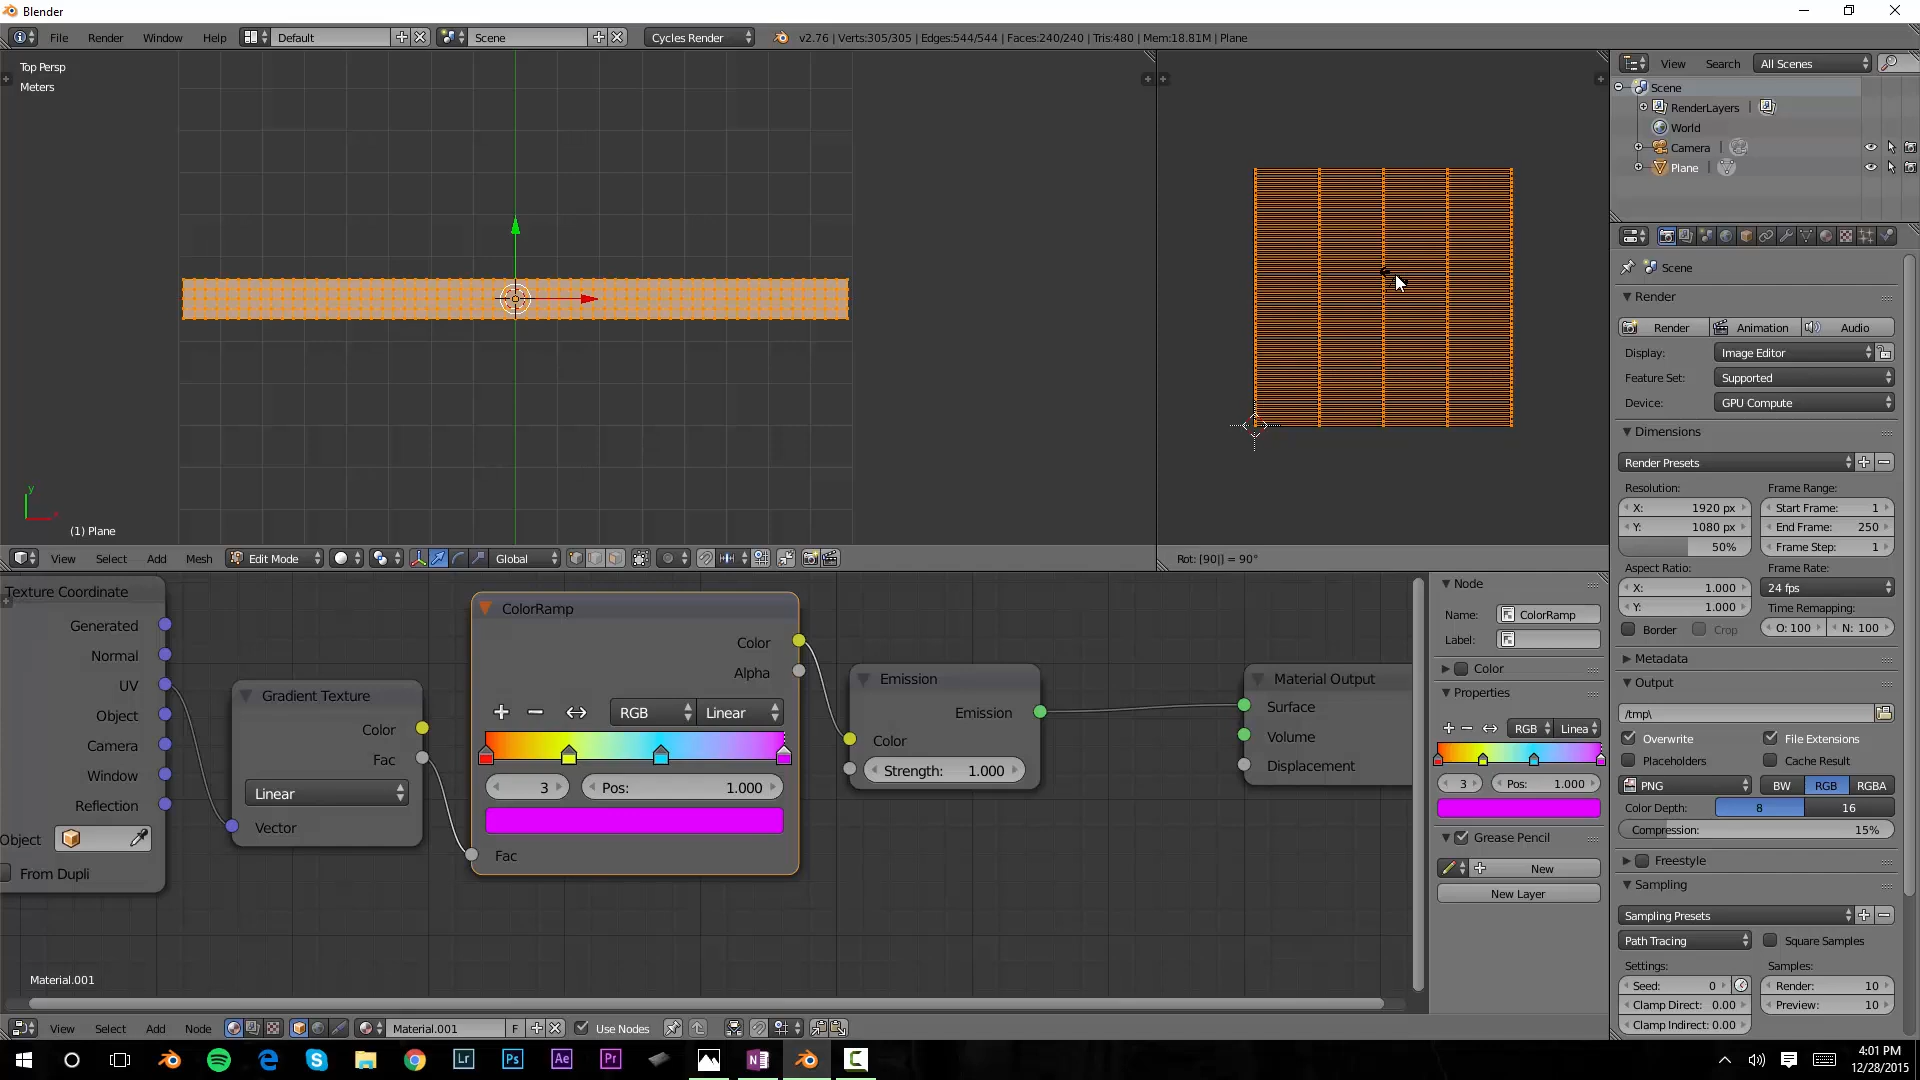 Blender
File Render Window Help Default Scene Cycles Render v2.76 | Verts:305/305 | Edges:544/544 | Faces:240/240 | Tris:480 | Mem:18.81M | Plane
Top Persp
Meters
y
(1) Plane
View Select Add Mesh Edit Mode Global
Rot: [90|] = 90°
View Search All Scenes
Scene
RenderLayers |
World
Camera |
Plane |
Scene
Render
Render Animation Audio
Display: Image Editor
Feature Set: Supported
Device: GPU Compute
Dimensions
Render Presets
Resolution: Frame Range:
X: 1920 px Start Frame: 1
Y: 1080 px End Frame: 250
50% Frame Step: 1
Aspect Ratio: Frame Rate:
X: 1.000 24 fps
Y: 1.000 Time Remapping:
Border Crop O: 100 N: 100
Metadata
Output
/tmp\
Overwrite File Extensions
Placeholders Cache Result
PNG BW RGB RGBA
Color Depth: 8 16
Compression: 15%
Freestyle
Sampling
Sampling Presets
Path Tracing Square Samples
Settings: Samples:
Seed: 0 Render: 10
Clamp Direct: 0.00 Preview: 10
Clamp Indirect: 0.00
Texture Coordinate
Generated
Normal
UV
Object
Camera
Window
Reflection
Object
From Dupli
Gradient Texture
Color
Fac
Linear
Vector
ColorRamp
Color
Alpha
RGB Linear
3 Pos: 1.000
Fac
Emission
Emission
Color
Strength: 1.000
Material Output
Surface
Volume
Displacement
Material.001
Node
Name: ColorRamp
Label:
Color
Properties
RGB Linea
3 Pos: 1.000
Grease Pencil
New
New Layer
View Select Add Node Material.001 F Use Nodes
Lr Ps Ae Pr
4:01 PM
12/28/2015